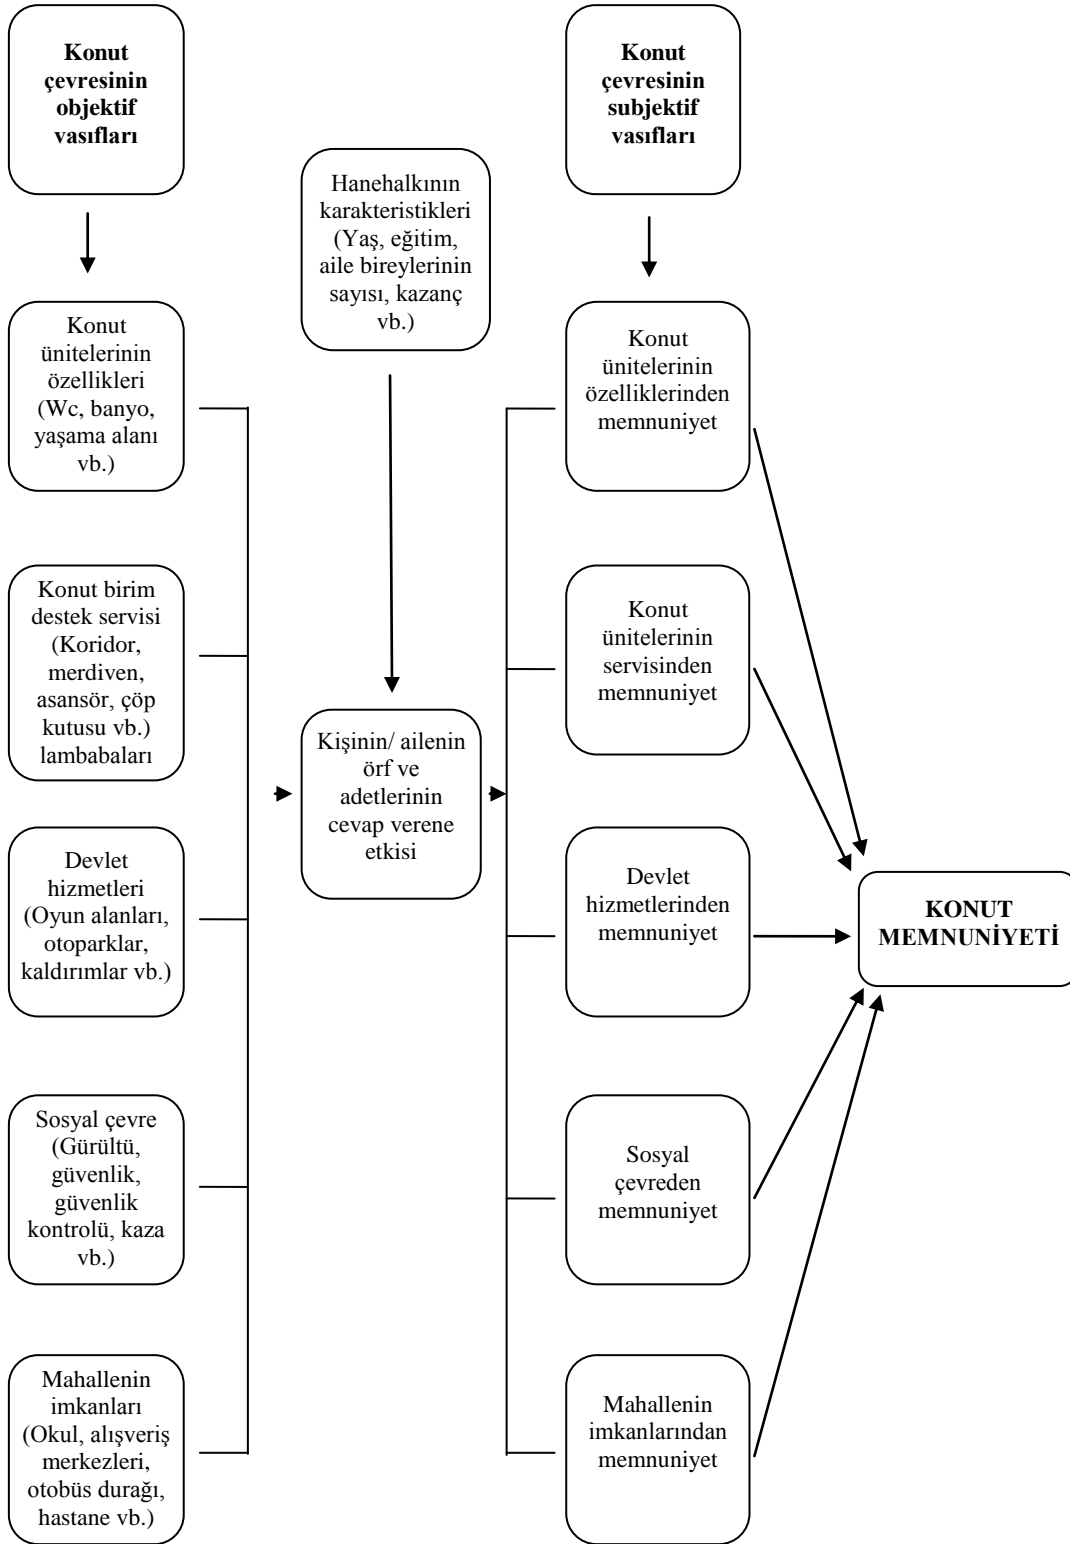 Konut
çevresinin
objektif
vasıfları
Konut
çevresinin
subjektif
vasıfları
Hanehalkının
karakteristikleri
(Yaş, eğitim,
aile bireylerinin
sayısı, kazanç
vb.)
Konut
ünitelerinin
özellikleri
(Wc, banyo,
yaşama alanı
vb.)
Konut
ünitelerinin
özelliklerinden
memnuniyet
Konut birim
destek servisi
(Koridor,
merdiven,
asansör, çöp
kutusu vb.)
lambabaları
Konut
ünitelerinin
servisinden
memnuniyet
Kişinin/ ailenin
örf ve
adetlerinin
cevap verene
etkisi
Devlet
hizmetleri
(Oyun alanları,
otoparklar,
kaldırımlar vb.)
Devlet
hizmetlerinden
memnuniyet
KONUT
MEMNUNİYETİ
Sosyal çevre
(Gürültü,
güvenlik,
güvenlik
kontrolü, kaza
vb.)
Sosyal
çevreden
memnuniyet
Mahallenin
imkanları
(Okul, alışveriş
merkezleri,
otobüs durağı,
hastane vb.)
Mahallenin
imkanlarından
memnuniyet